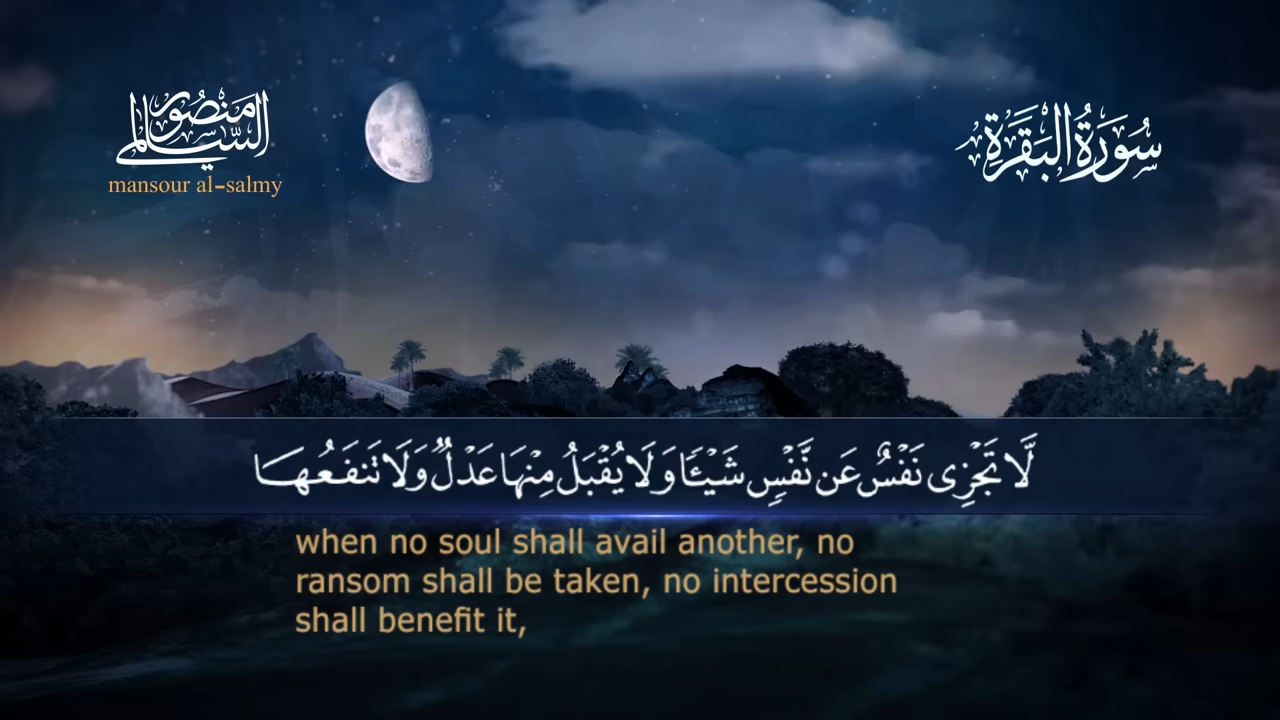 منصور
السالمي
mansour al-salmy
سُورَةُ البَقَرَةِ
لَّا تَجْزِى نَفْسٌ عَن نَّفْسٍ شَيْـًٔا وَلَا يُقْبَلُ مِنْهَا عَدْلٌ وَلَا تَنفَعُهَا
when no soul shall avail another, no
ransom shall be taken, no intercession
shall benefit it,